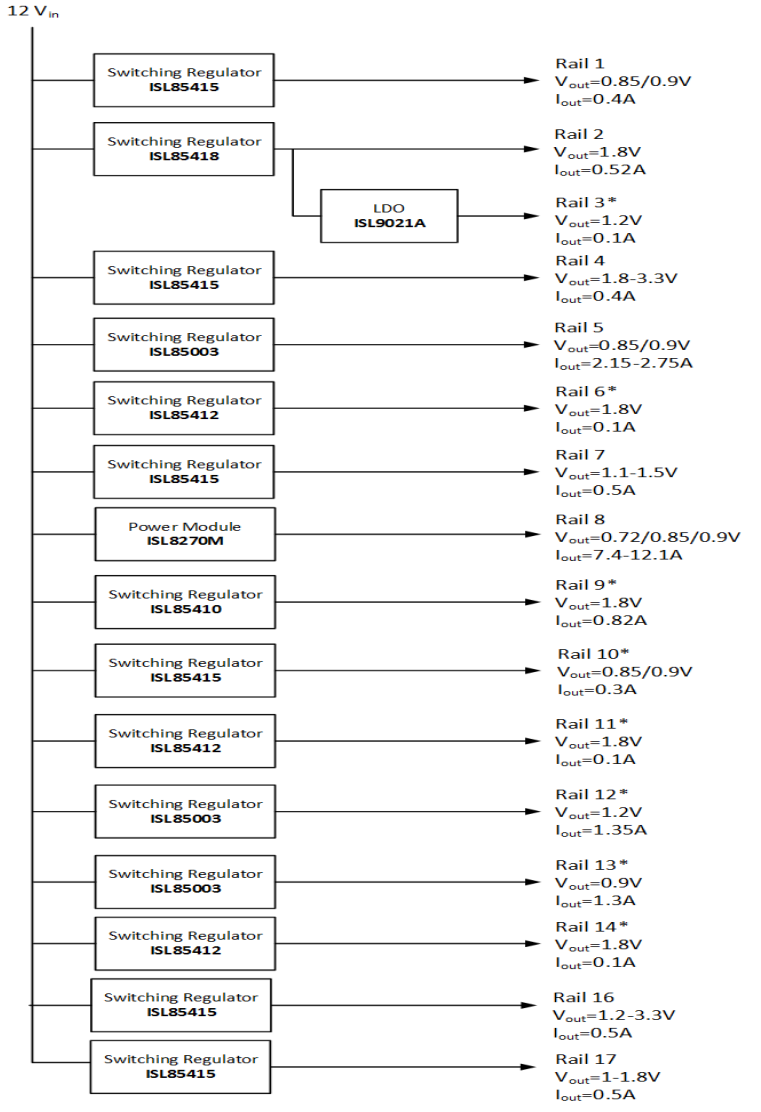 12 Vin
Switching Regulator
ISL85415
Rail 1
Vout=0.85/0.9V
Iout=0.4A
Switching Regulator
ISL85418
Rail 2
Vout=1.8V
Iout=0.52A
LDO
ISL9021A
Rail 3*
Vout=1.2V
Iout=0.1A
Switching Regulator
ISL85415
Rail 4
Vout=1.8-3.3V
Iout=0.4A
Switching Regulator
ISL85003
Rail 5
Vout=0.85/0.9V
Iout=2.15-2.75A
Switching Regulator
ISL85412
Rail 6*
Vout=1.8V
Iout=0.1A
Switching Regulator
ISL85415
Rail 7
Vout=1.1-1.5V
Iout=0.5A
Power Module
ISL8270M
Rail 8
Vout=0.72/0.85/0.9V
Iout=7.4-12.1A
Switching Regulator
ISL85410
Rail 9*
Vout=1.8V
Iout=0.82A
Switching Regulator
ISL85415
Rail 10*
Vout=0.85/0.9V
Iout=0.3A
Switching Regulator
ISL85412
Rail 11*
Vout=1.8V
Iout=0.1A
Switching Regulator
ISL85003
Rail 12*
Vout=1.2V
Iout=1.35A
Switching Regulator
ISL85003
Rail 13*
Vout=0.9V
Iout=1.3A
Switching Regulator
ISL85412
Rail 14*
Vout=1.8V
Iout=0.1A
Switching Regulator
ISL85415
Rail 16
Vout=1.2-3.3V
Iout=0.5A
Switching Regulator
ISL85415
Rail 17
Vout=1-1.8V
Iout=0.5A